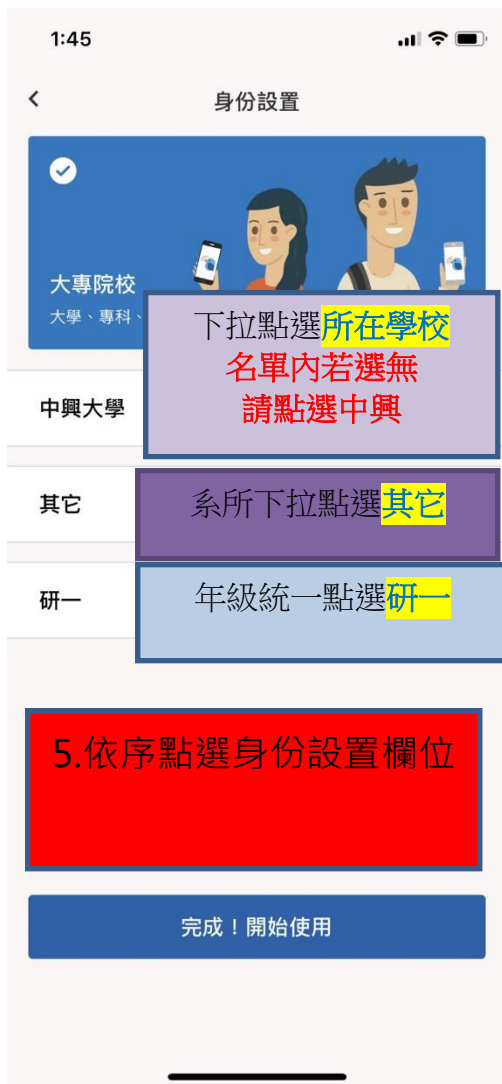 1:45
身份設置
大專院校
大學、專科、
下拉點選所在學校
名單內若選無
請點選中興
中興大學
其它
系所下拉點選其它
研一
年級統一點選研一
5.依序點選身份設置欄位
完成！開始使用